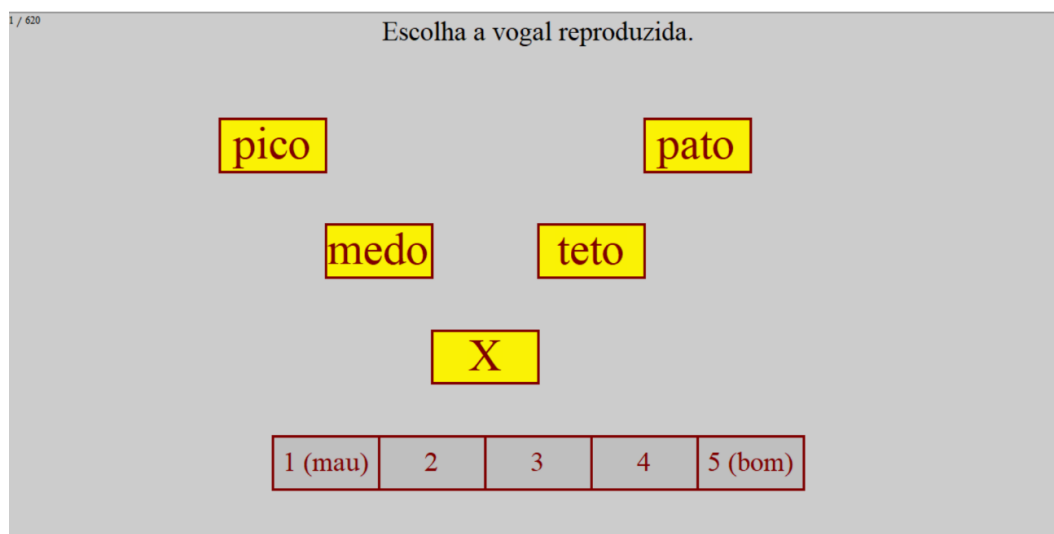 1 / 620
Escolha a vogal reproduzida.
pico pato
medo teto
X
1 (mau) 2 3 4 5 (bom)